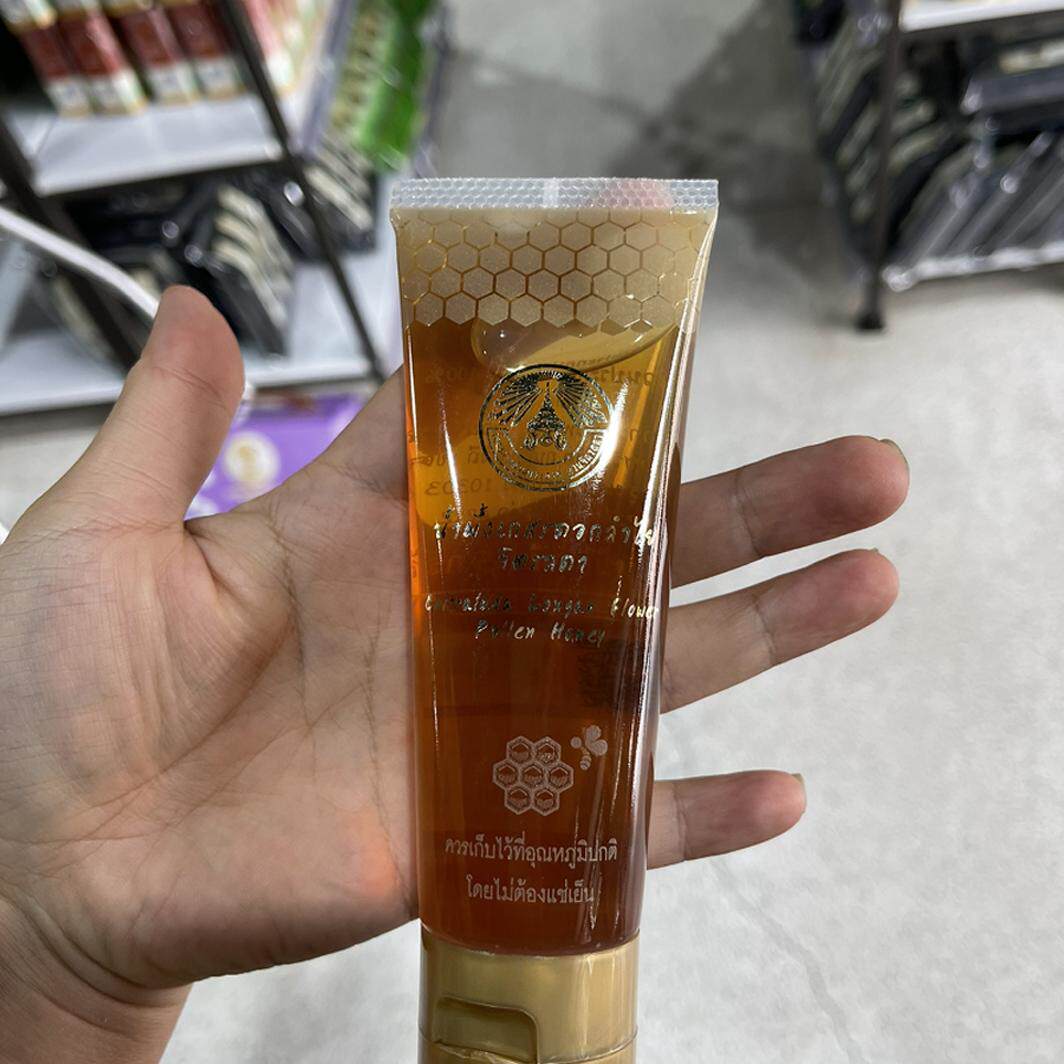 น้ำผึ้งเกสรดอกลำไย
จิตรลดา
Chitralada Longan Flower
Pollen Honey
ควรเก็บไว้ที่อุณหภูมิปกติ
โดยไม่ต้องแช่เย็น